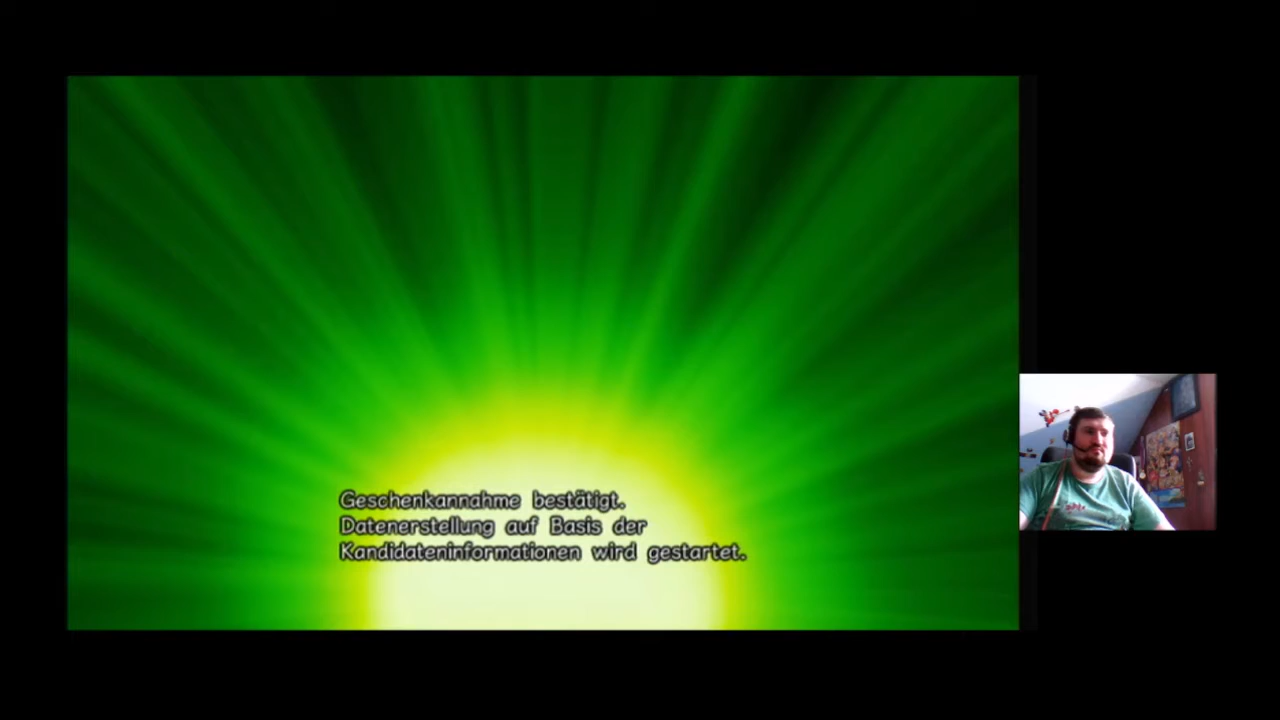 Geschenkannahme bestätigt.
Datenerstellung auf Basis der
Kandidateninformationen wird gestartet.